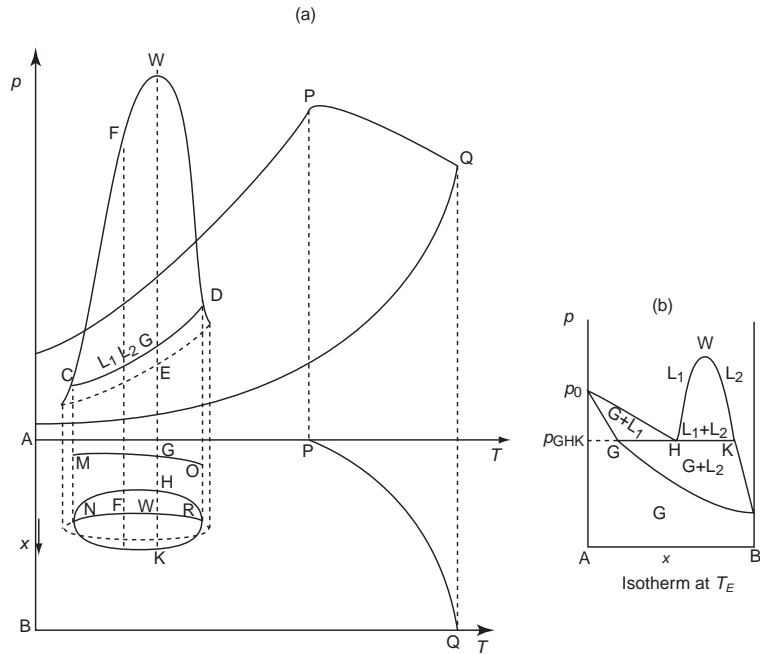 (a)
W
p
P
F
Q
D
L1 L2 G
C
E
A
T
M
G
P
O
H
N F W R
x
K
B
Q
T
(b)
p
W
L1 L2
p0
G+L1
L1+L2
pGHK
G H K
G+L2
G
A x B
Isotherm at TE